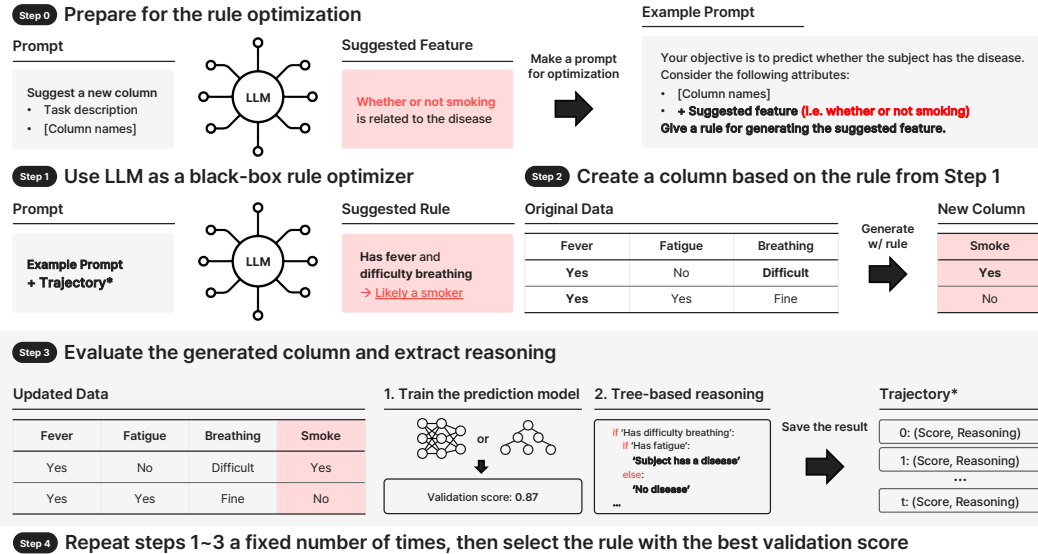 Step 0 Prepare for the rule optimization
Prompt
Suggest a new column
• Task description
• [Column names]
LLM
Suggested Feature
Whether or not smoking
is related to the disease
Make a prompt
for optimization
Example Prompt
Your objective is to predict whether the subject has the disease.
Consider the following attributes:
• [Column names]
• + Suggested feature (i.e. whether or not smoking)
Give a rule for generating the suggested feature.
Step 1 Use LLM as a black-box rule optimizer
Prompt
Example Prompt
+ Trajectory*
LLM
Suggested Rule
Has fever and
difficulty breathing
→ Likely a smoker
Step 2 Create a column based on the rule from Step 1
Original Data
Fever Fatigue Breathing
Yes No Difficult
Yes Yes Fine
Generate
w/ rule
New Column
Smoke
Yes
No
Step 3 Evaluate the generated column and extract reasoning
Updated Data
Fever Fatigue Breathing Smoke
Yes No Difficult Yes
Yes Yes Fine No
1. Train the prediction model
or
Validation score: 0.87
2. Tree-based reasoning
if 'Has difficulty breathing':
if 'Has fatigue':
'Subject has a disease'
else:
'No disease'
...
Save the result
Trajectory*
0: (Score, Reasoning)
1: (Score, Reasoning)
...
t: (Score, Reasoning)
Step 4 Repeat steps 1~3 a fixed number of times, then select the rule with the best validation score